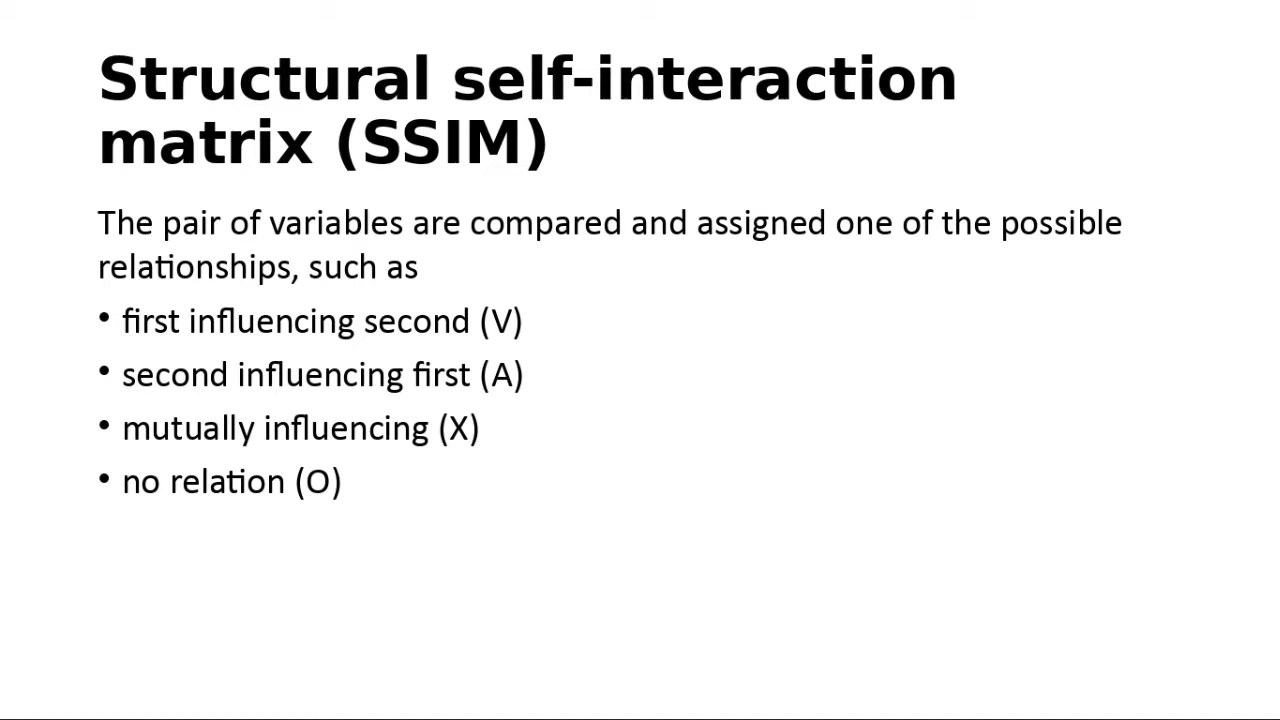 Structural self-interaction
matrix (SSIM)
The pair of variables are compared and assigned one of the possible
relationships, such as
• first influencing second (V)
• second influencing first (A)
• mutually influencing (X)
• no relation (O)